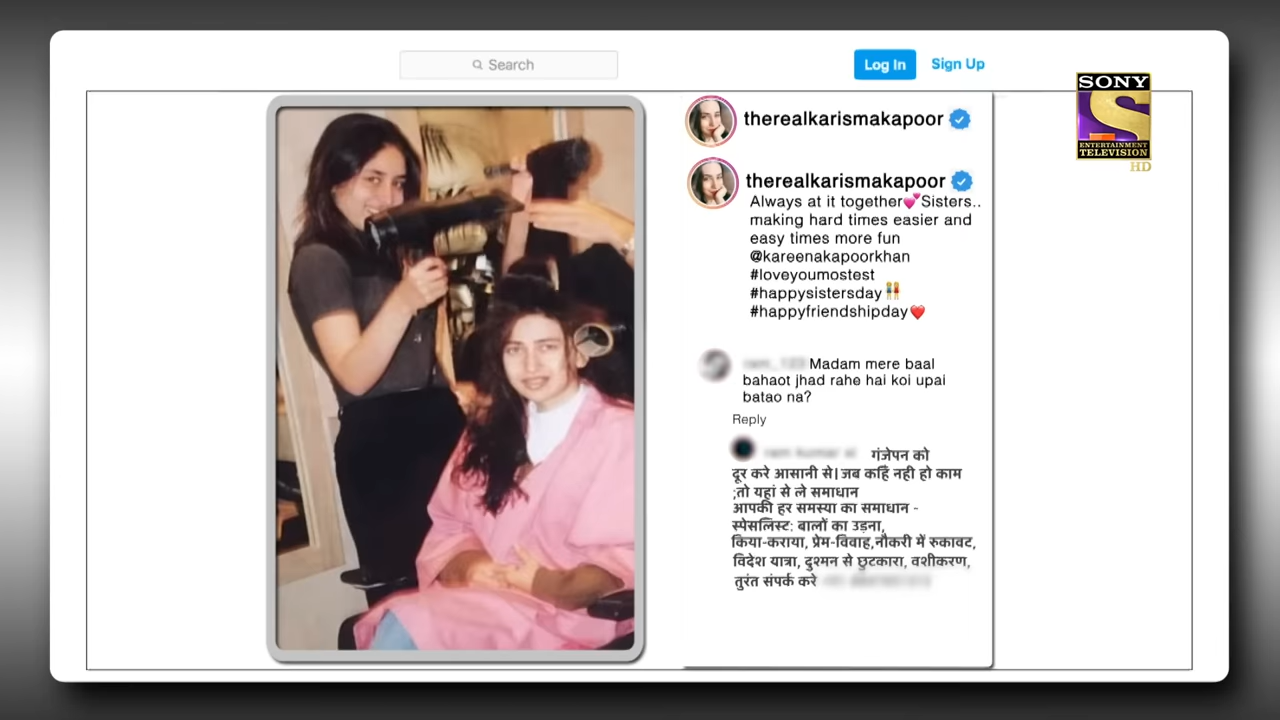 Search
Log In
Sign Up
SONY
S
ENTERTAINMENT
TELEVISION
HD
therealkarismakapoor
therealkarismakapoor
Always at it together💕Sisters..
making hard times easier and
easy times more fun
@kareenakapoorkhan
#loveyoumostest
#happysistersday👭
#happyfriendshipday❤️
Madam mere baal
bahaot jhad rahe hai koi upai
batao na?
Reply
गंजेपन को
दूर करे आसानी से। जब कहिं नही हो काम
;तो यहां से ले समाधान
आपकी हर समस्या का समाधान -
स्पेसलिस्ट: बालों का उड़ना,
किया-कराया, प्रेम-विवाह,नौकरी में रुकावट,
विदेश यात्रा, दुश्मन से छुटकारा, वशीकरण,
तुरंत संपर्क करे